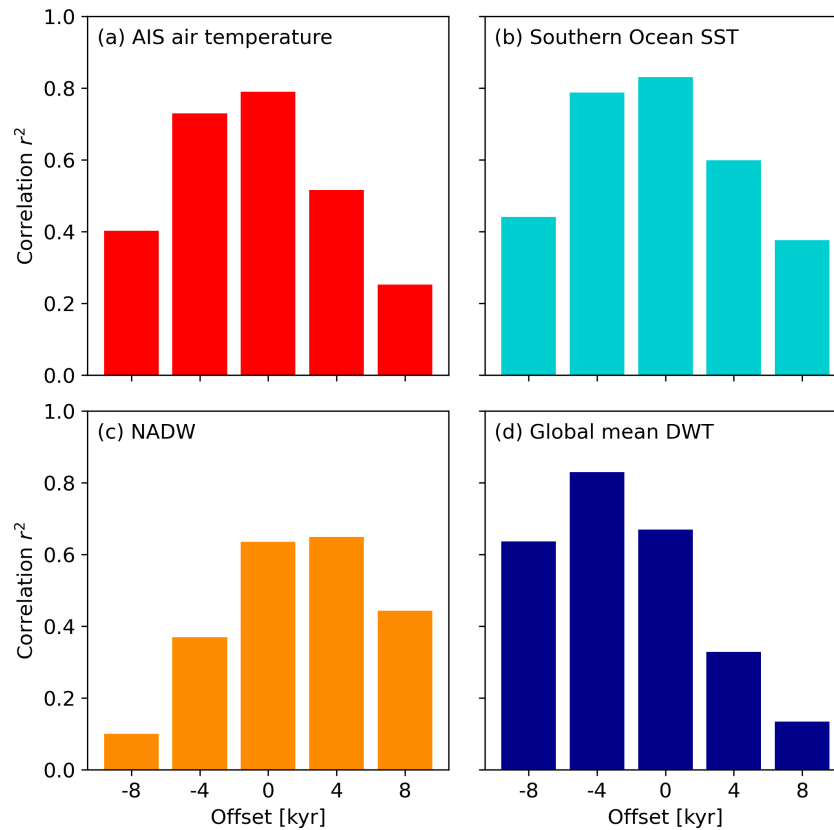 (a) AIS air temperature
(b) Southern Ocean SST
1.0
0.8
0.6
0.4
0.2
0.0
Correlation r²
(c) NADW
(d) Global mean DWT
1.0
0.8
0.6
0.4
0.2
0.0
Correlation r²
-8 -4 0 4 8
-8 -4 0 4 8
Offset [kyr]
Offset [kyr]